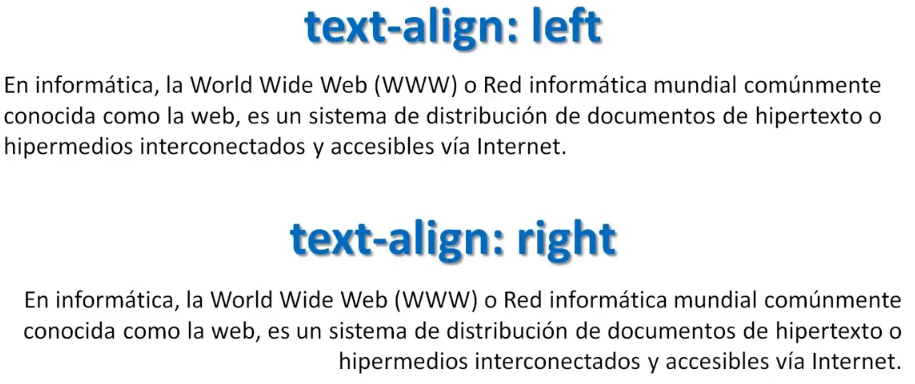 text-align: left
En informática, la World Wide Web (WWW) o Red informática mundial comúnmente
conocida como la web, es un sistema de distribución de documentos de hipertexto o
hipermedios interconectados y accesibles vía Internet.
text-align: right
En informática, la World Wide Web (WWW) o Red informática mundial comúnmente
conocida como la web, es un sistema de distribución de documentos de hipertexto o
hipermedios interconectados y accesibles vía Internet.